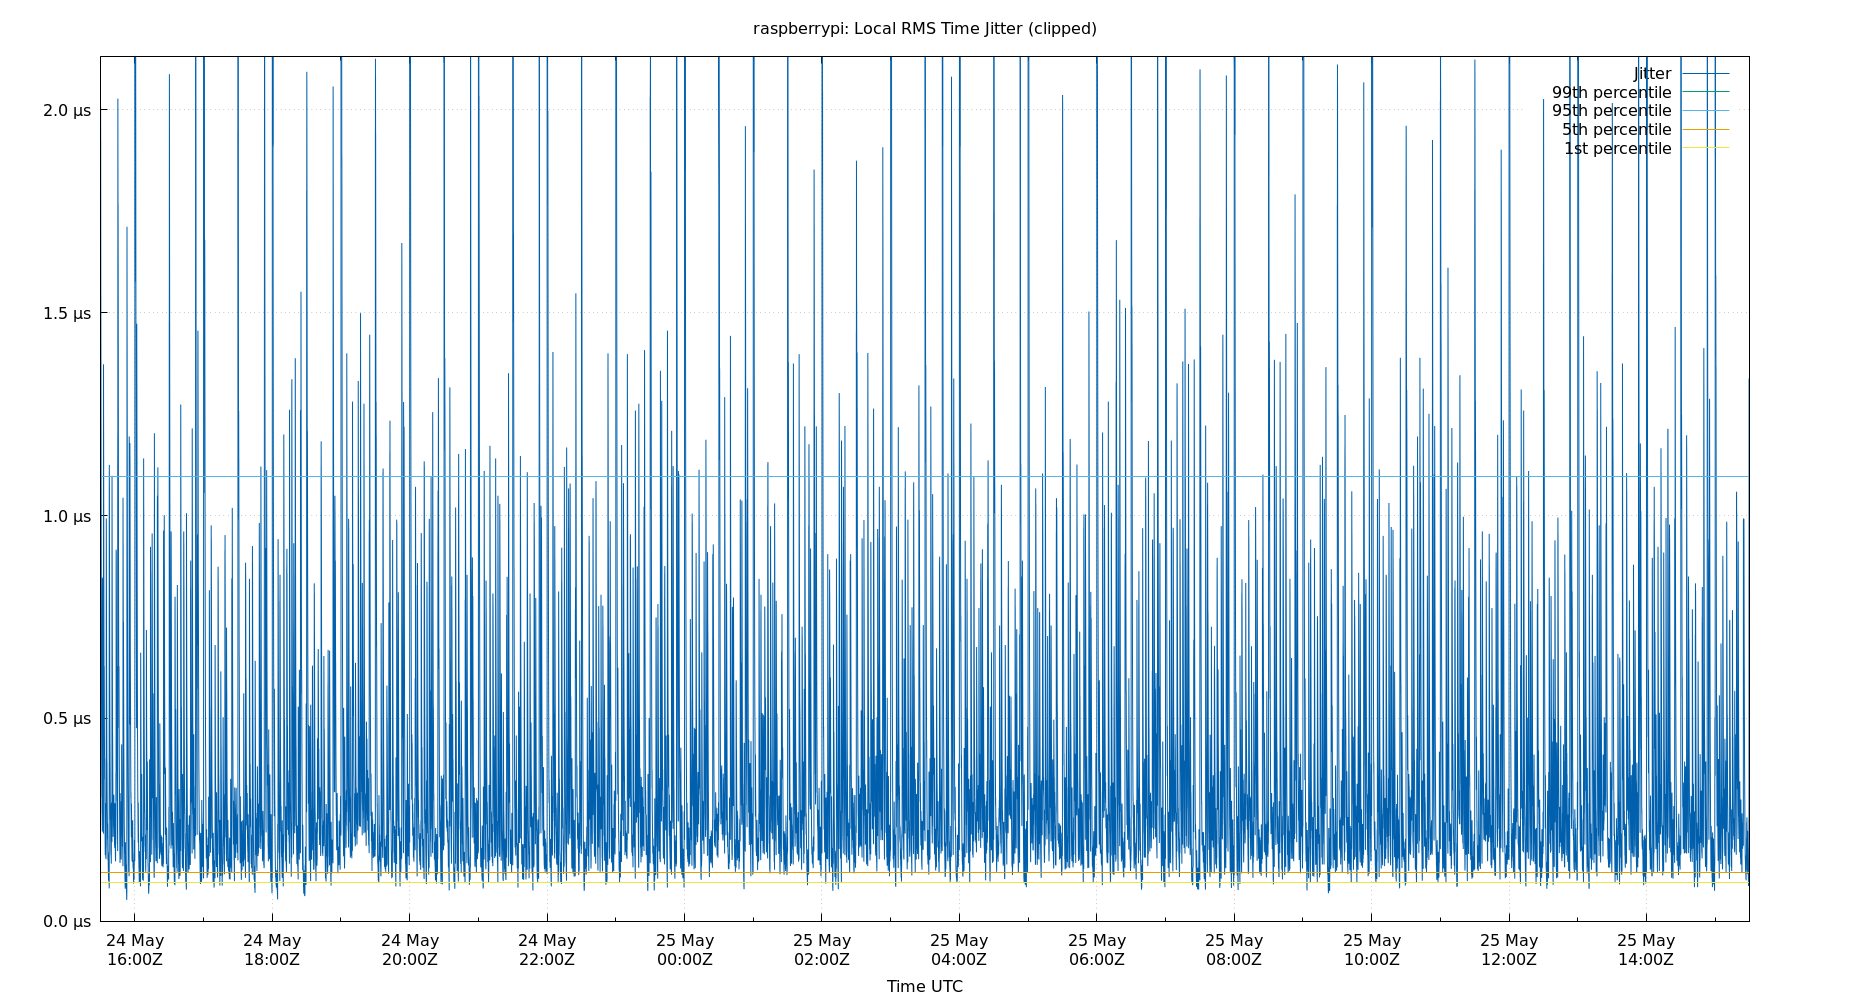 raspberrypi: Local RMS Time Jitter (clipped)
Jitter
99th percentile
95th percentile
5th percentile
1st percentile
2.0 µs
1.5 µs
1.0 µs
0.5 µs
0.0 µs
24 May 24 May 24 May 24 May 25 May 25 May 25 May 25 May 25 May 25 May 25 May 25 May
16:00Z 18:00Z 20:00Z 22:00Z 00:00Z 02:00Z 04:00Z 06:00Z 08:00Z 10:00Z 12:00Z 14:00Z
Time UTC